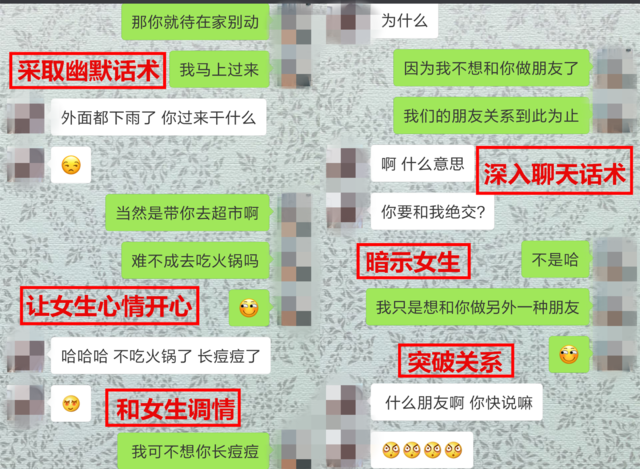 那你就待在家别动
采取幽默话术
我马上过来
外面都下雨了 你过来干什么
当然是带你去超市啊
难不成去吃火锅吗
让女生心情开心
哈哈哈 不吃火锅了 长痘痘了
和女生调情
我可不想你长痘痘
为什么
因为我不想和你做朋友了
我们的朋友关系到此为止
啊 什么意思
深入聊天话术
你要和我绝交?
暗示女生
不是哈
我只是想和你做另外一种朋友
突破关系
什么朋友啊 你快说嘛